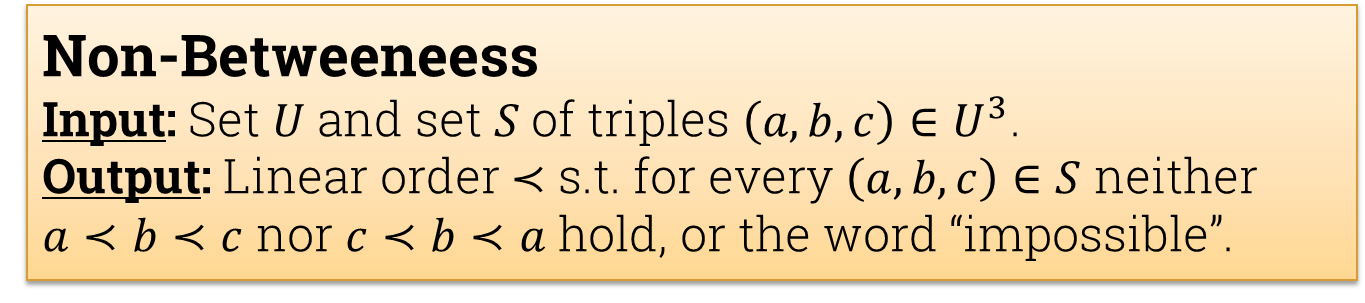 Non-Betweeneess
Input: Set U and set S of triples (a, b, c) ∈ U³.
Output: Linear order ≺ s.t. for every (a, b, c) ∈ S neither
a ≺ b ≺ c nor c ≺ b ≺ a hold, or the word “impossible”.